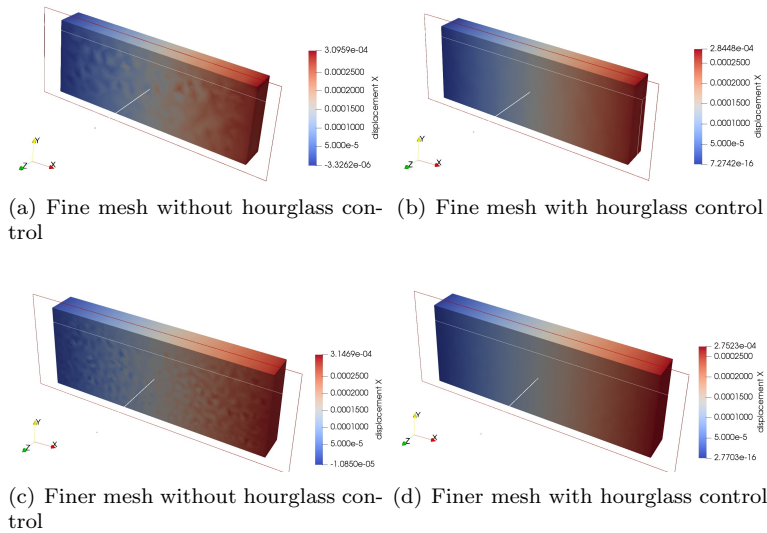 3.0959e-04
0.0002500
0.0002000
0.0001500
0.0001000
5.000e-5
-3.3262e-06
displacement X
Y
Z
X
2.8448e-04
0.0002500
0.0002000
0.0001500
0.0001000
5.000e-5
7.2742e-16
displacement X
Y
Z
X
(a) Fine mesh without hourglass con-
trol
(b) Fine mesh with hourglass control
3.1469e-04
0.0002500
0.0002000
0.0001500
0.0001000
5.000e-5
-1.0850e-05
displacement X
Y
Z
X
2.7523e-04
0.0002500
0.0002000
0.0001500
0.0001000
5.000e-5
2.7703e-16
displacement X
Y
Z
X
(c) Finer mesh without hourglass con-
trol
(d) Finer mesh with hourglass control